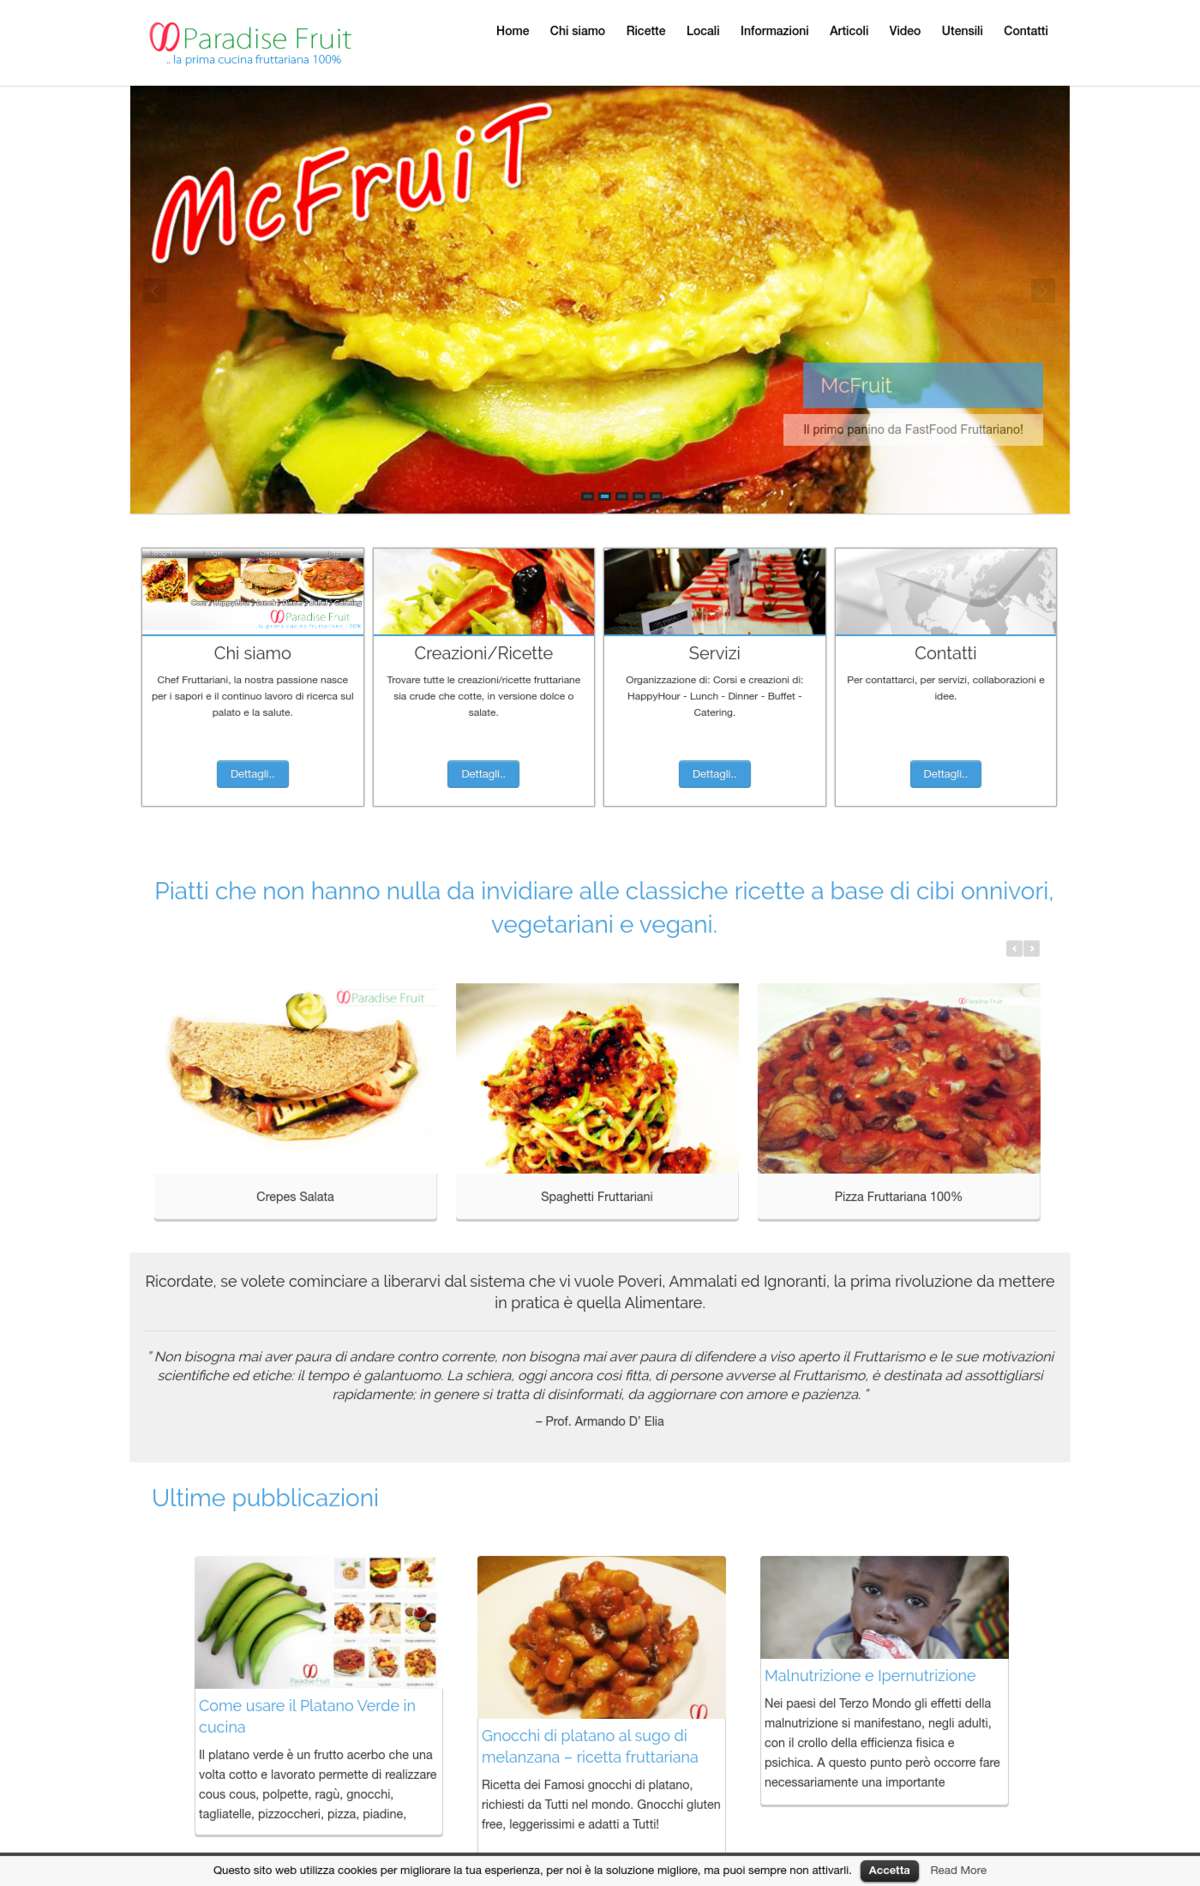 Paradise Fruit
.. la prima cucina fruttariana 100%
Home Chi siamo Ricette Locali Informazioni Articoli Video Utensili Contatti
McFruiT
McFruit
Il primo panino da FastFood Fruttariano!
Paradise Fruit
Chi siamo
Chef Fruttariani, la nostra passione nasce
per i sapori e il continuo lavoro di ricerca sul
palato e la salute.
Dettagli..
Creazioni/Ricette
Trovare tutte le creazioni/ricette fruttariane
sia crude che cotte, in versione dolce o
salate.
Dettagli..
Servizi
Organizzazione di: Corsi e creazioni di:
HappyHour - Lunch - Dinner - Buffet -
Catering.
Dettagli..
Contatti
Per contattarci, per servizi, collaborazioni e
idee.
Dettagli..
Piatti che non hanno nulla da invidiare alle classiche ricette a base di cibi onnivori,
vegetariani e vegani.
Paradise Fruit
Crepes Salata
Spaghetti Fruttariani
Paradise Fruit
Pizza Fruttariana 100%
Ricordate, se volete cominciare a liberarvi dal sistema che vi vuole Poveri, Ammalati ed Ignoranti, la prima rivoluzione da mettere
in pratica è quella Alimentare.
" Non bisogna mai aver paura di andare contro corrente, non bisogna mai aver paura di difendere a viso aperto il Fruttarismo e le sue motivazioni
scientifiche ed etiche: il tempo è galantuomo. La schiera, oggi ancora così fitta, di persone avverse al Fruttarismo, è destinata ad assottigliarsi
rapidamente; in genere si tratta di disinformati, da aggiornare con amore e pazienza. "
– Prof. Armando D' Elia
Ultime pubblicazioni
Paradise Fruit
Come usare il Platano Verde in
cucina
Il platano verde è un frutto acerbo che una
volta cotto e lavorato permette di realizzare
cous cous, polpette, ragù, gnocchi,
tagliatelle, pizzoccheri, pizza, piadine,
Gnocchi di platano al sugo di
melanzana – ricetta fruttariana
Ricetta dei Famosi gnocchi di platano,
richiesti da Tutti nel mondo. Gnocchi gluten
free, leggerissimi e adatti a Tutti!
Malnutrizione e Ipernutrizione
Nei paesi del Terzo Mondo gli effetti della
malnutrizione si manifestano, negli adulti,
con il crollo della efficienza fisica e
psichica. A questo punto però occorre fare
necessariamente una importante
Questo sito web utilizza cookies per migliorare la tua esperienza, per noi è la soluzione migliore, ma puoi sempre non attivarli. Accetta Read More